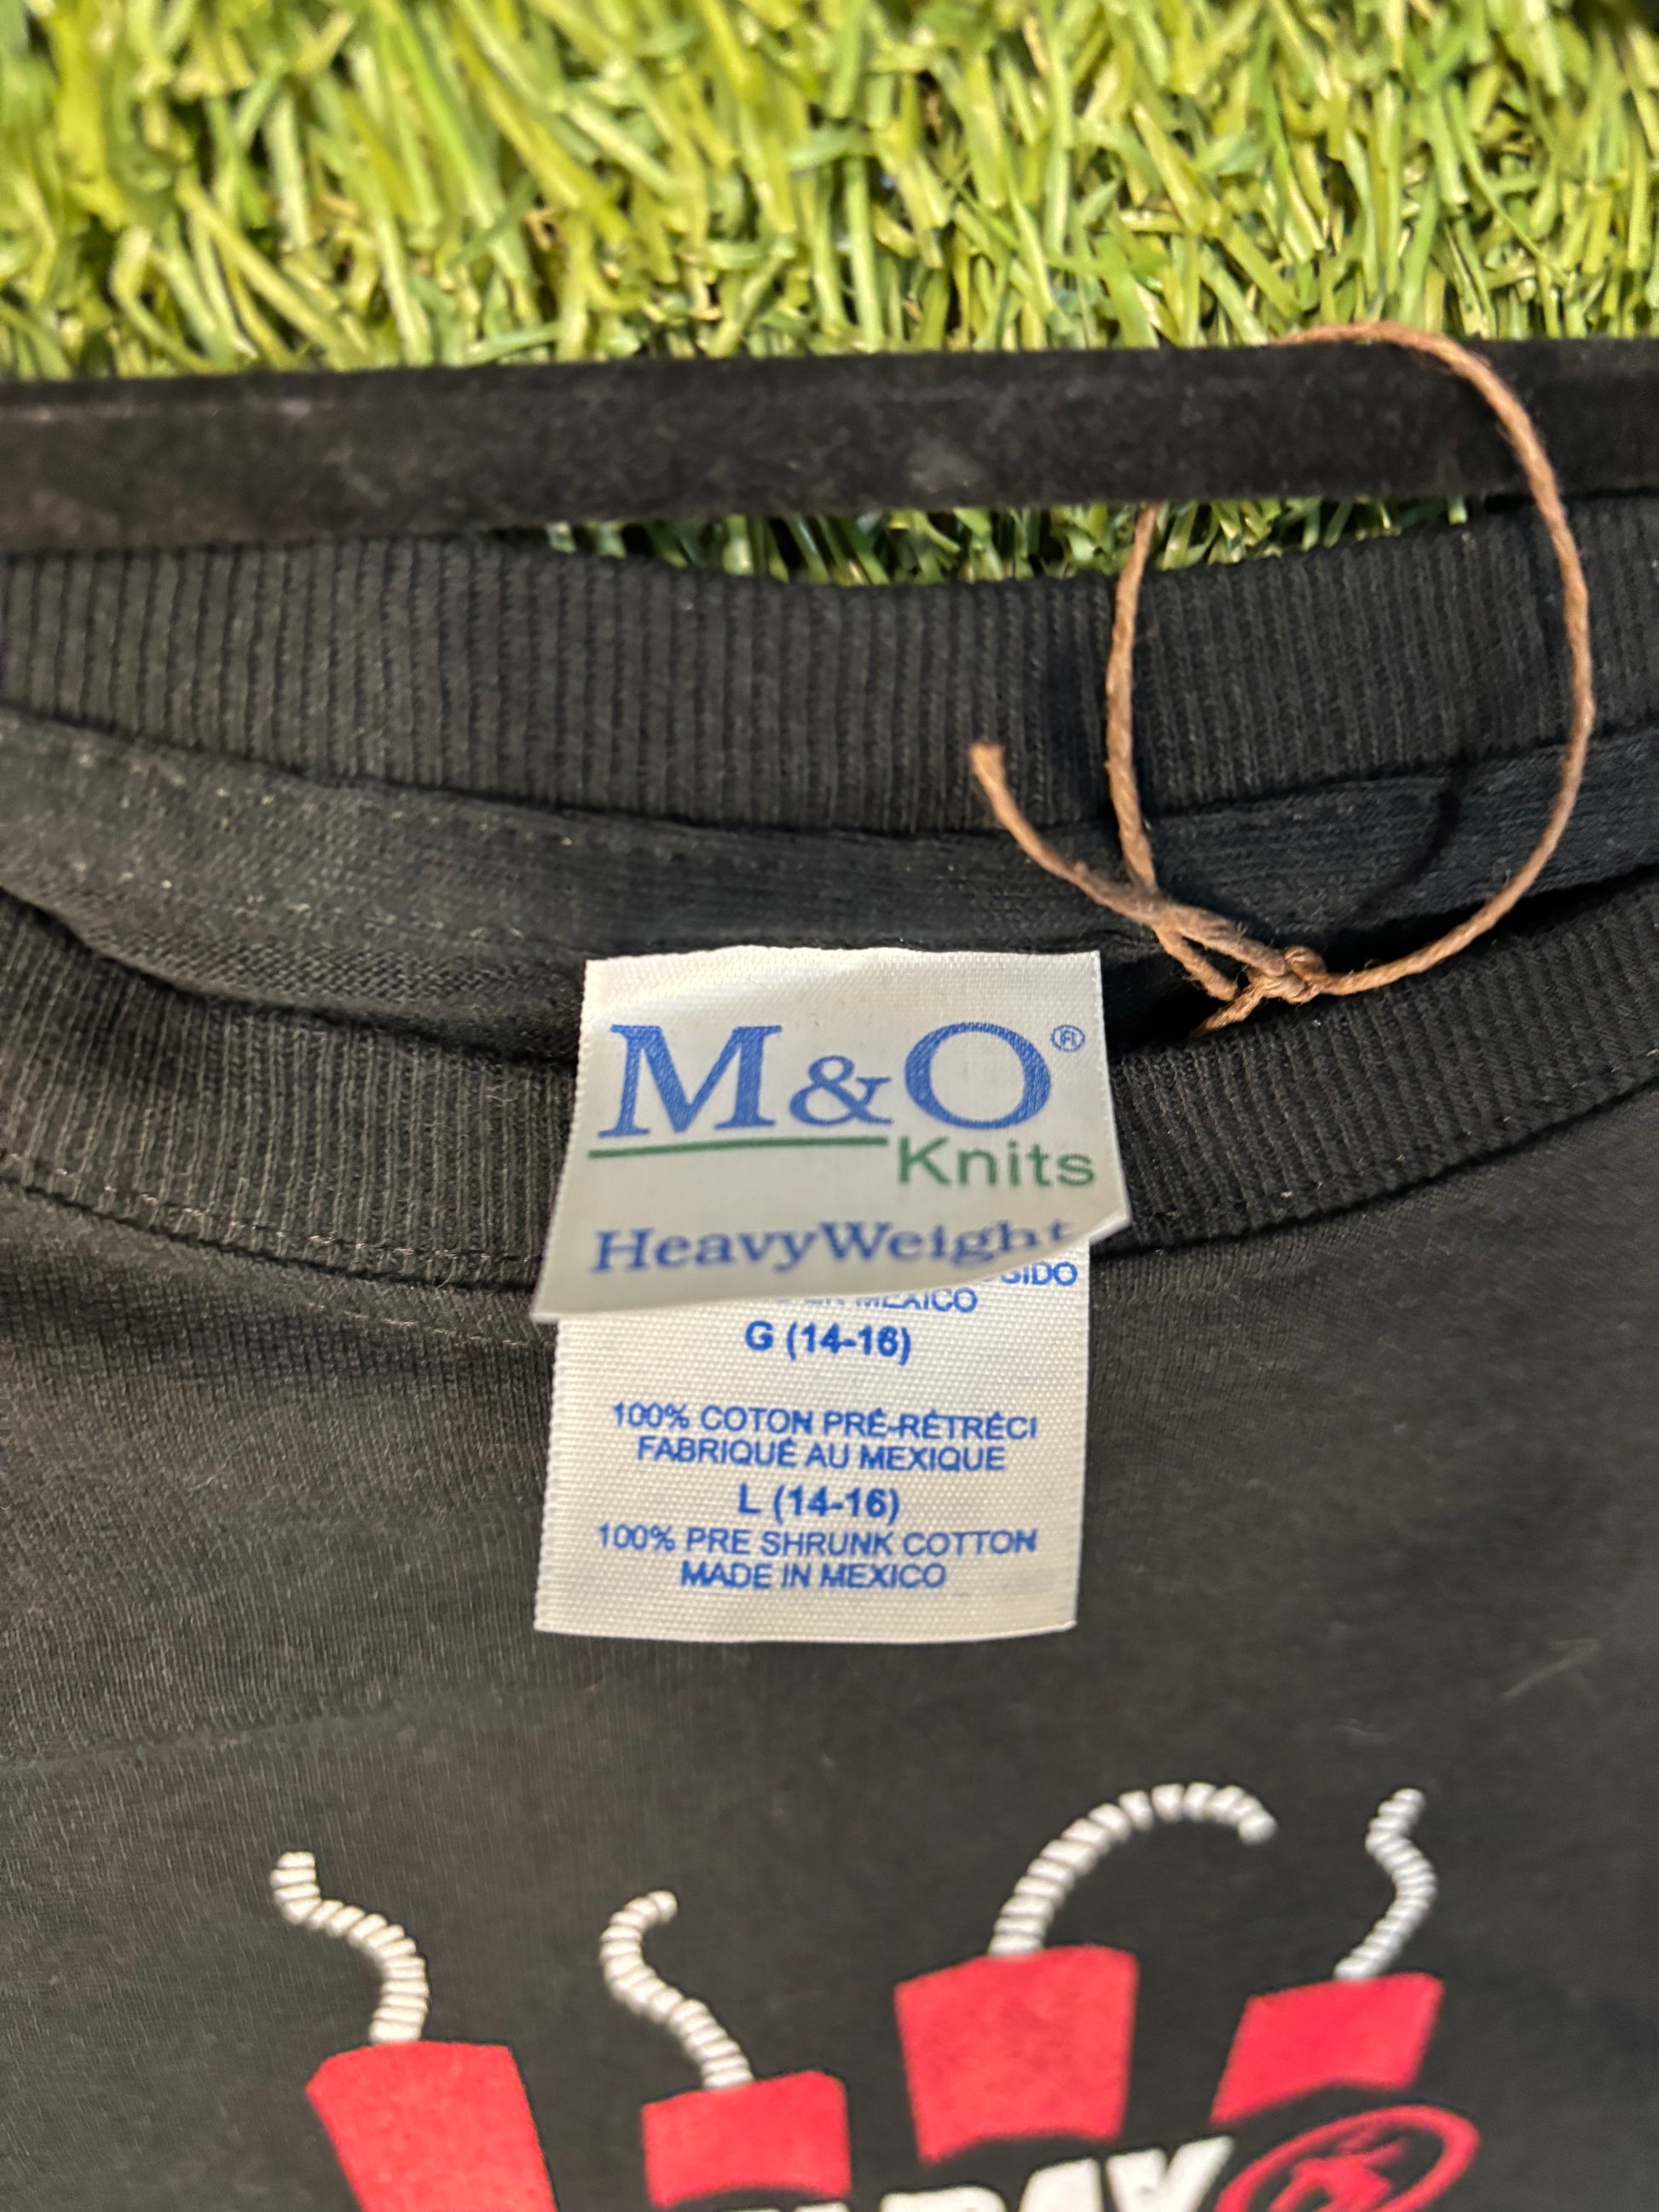 M&O®
Knits
HeavyWeight
MEXICO
G (14-16)
100% COTON PRÉ-RÉTRÉCI
FABRIQUÉ AU MEXIQUE
L (14-16)
100% PRE SHRUNK COTTON
MADE IN MEXICO